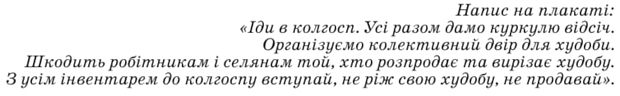 Напис на плакаті:
«Іди в колгосп. Усі разом дамо куркулю відсіч.
Організуємо колективний двір для худоби.
Шкодить робітникам і селянам той, хто розпродає та вирізає худобу.
З усім інвентарем до колгоспу вступай, не ріж свою худобу, не продавай».